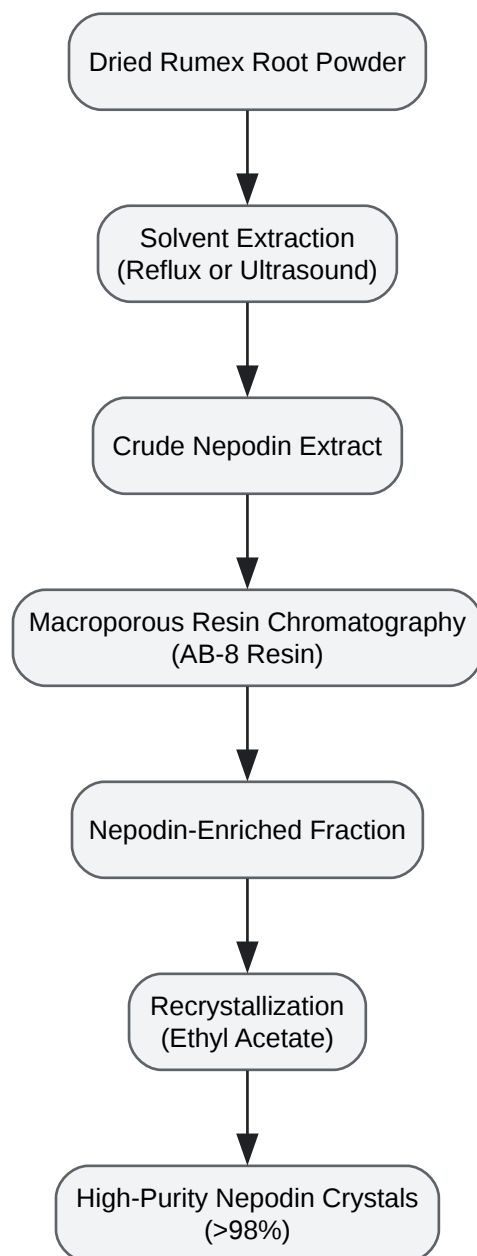 Dried Rumex Root Powder
Solvent Extraction
(Reflux or Ultrasound)
Crude Nepodin Extract
Macroporous Resin Chromatography
(AB-8 Resin)
Nepodin-Enriched Fraction
Recrystallization
(Ethyl Acetate)
High-Purity Nepodin Crystals
(>98%)